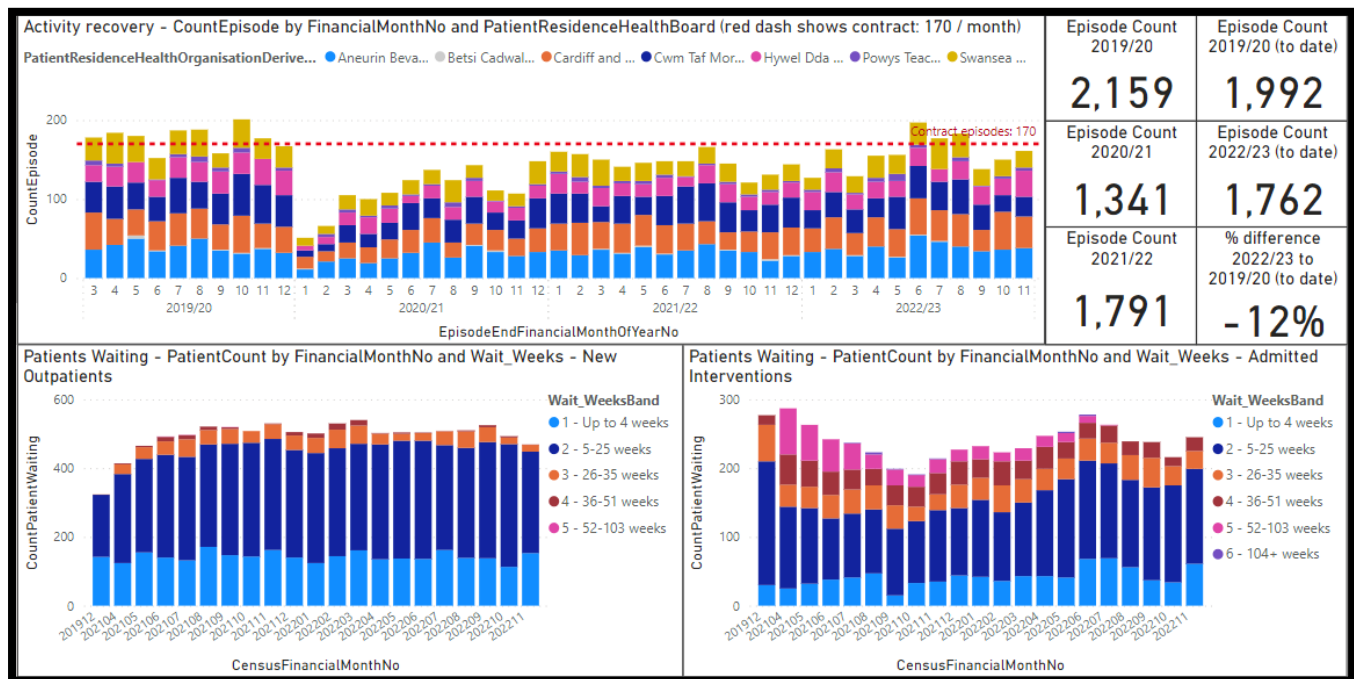 Activity recovery - CountEpisode by FinancialMonthNo and PatientResidenceHealthBoard (red dash shows contract: 170 / month)
PatientResidenceHealthOrganisationDerive... Aneurin Beva... Betsi Cadwal... Cardiff and ... Cwm Taf Mor... Hywel Dda ... Powys Teac... Swansea ...
CountEpisode
200
100
0
Contract episodes: 170
3 4 5 6 7 8 9 10 11 12 1 2 3 4 5 6 7 8 9 10 11 12 1 2 3 4 5 6 7 8 9 10 11 12 1 2 3 4 5 6 7 8 9 10 11
2019/20 2020/21 2021/22 2022/23
EpisodeEndFinancialMonthOfYearNo
Episode Count
2019/20
2,159
Episode Count
2019/20 (to date)
1,992
Episode Count
2020/21
1,341
Episode Count
2022/23 (to date)
1,762
Episode Count
2021/22
1,791
% difference
2022/23 to
2019/20 (to date)
-12%
Patients Waiting - PatientCount by FinancialMonthNo and Wait_Weeks - New
Outpatients
CountPatientWaiting
600
400
200
0
201912 202104 202105 202106 202107 202108 202109 202110 202111 202112 202201 202202 202203 202204 202205 202206 202207 202208 202209 202210 202211
CensusFinancialMonthNo
Wait_WeeksBand
1 - Up to 4 weeks
2 - 5-25 weeks
3 - 26-35 weeks
4 - 36-51 weeks
5 - 52-103 weeks
Patients Waiting - PatientCount by FinancialMonthNo and Wait_Weeks - Admitted
Interventions
CountPatientWaiting
300
200
100
0
201912 202104 202105 202106 202107 202108 202109 202110 202111 202112 202201 202202 202203 202204 202205 202206 202207 202208 202209 202210 202211
CensusFinancialMonthNo
Wait_WeeksBand
1 - Up to 4 weeks
2 - 5-25 weeks
3 - 26-35 weeks
4 - 36-51 weeks
5 - 52-103 weeks
6 - 104+ weeks